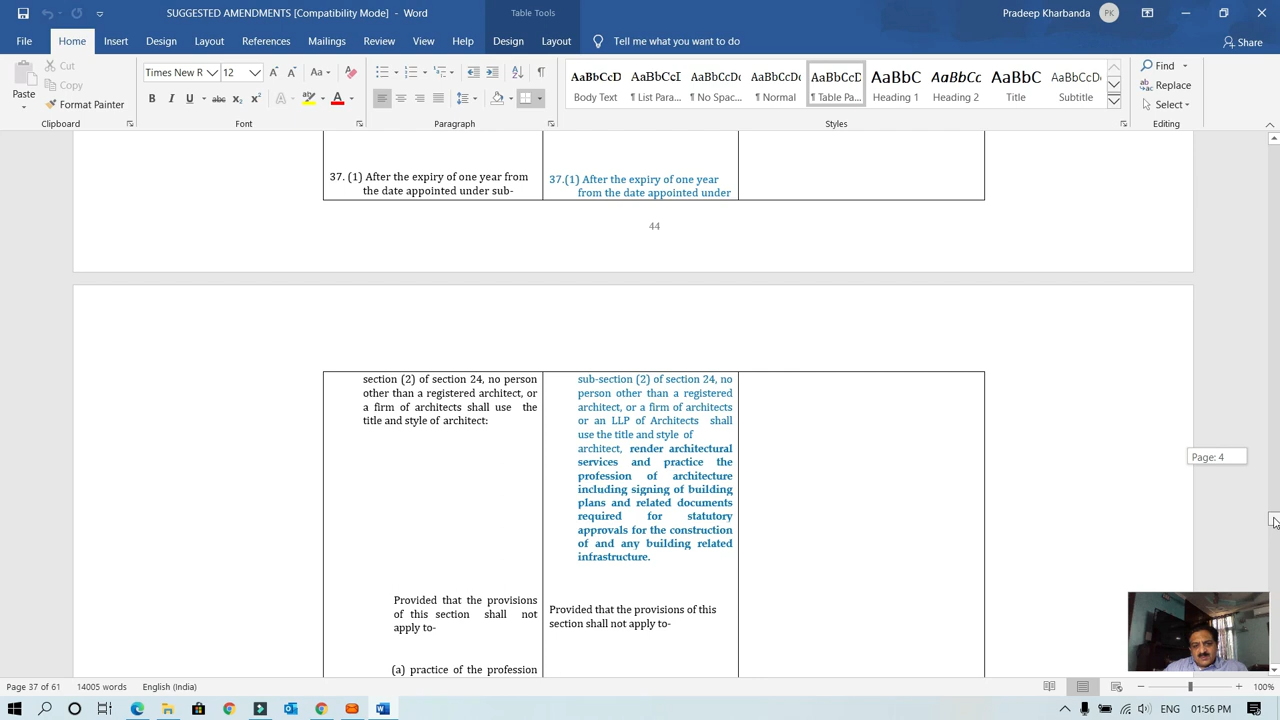 SUGGESTED AMENDMENTS [Compatibility Mode] - Word
Table Tools
Pradeep Kharbanda
PK
File
Home
Insert
Design
Layout
References
Mailings
Review
View
Help
Design
Layout
Tell me what you want to do
Share
Paste
Cut
Copy
Format Painter
Clipboard
Times New R
12
Font
Paragraph
AaBbCcD
Body Text
AaBbCcI
¶ List Para...
AaBbCcDc
¶ No Spac...
AaBbCcDc
¶ Normal
AaBbCcD
¶ Table Pa...
AaBbC
Heading 1
AaBbC
Heading 2
AaBbC
Title
AaBbCcD
Subtitle
Styles
Find
Replace
Select
Editing
37. (1) After the expiry of one year from
the date appointed under sub-
37.(1) After the expiry of one year
from the date appointed under
44
section (2) of section 24, no person
other than a registered architect, or
a firm of architects shall use the
title and style of architect:
Provided that the provisions
of this section shall not
apply to-
(a) practice of the profession
sub-section (2) of section 24, no
person other than a registered
architect, or a firm of architects
or an LLP of Architects shall
use the title and style of
architect, render architectural
services and practice the
profession of architecture
including signing of building
plans and related documents
required for statutory
approvals for the construction
of and any building related
infrastructure.
Provided that the provisions of this
section shall not apply to-
Page: 4
Page 37 of 61
14005 words
English (India)
100%
ENG
01:56 PM